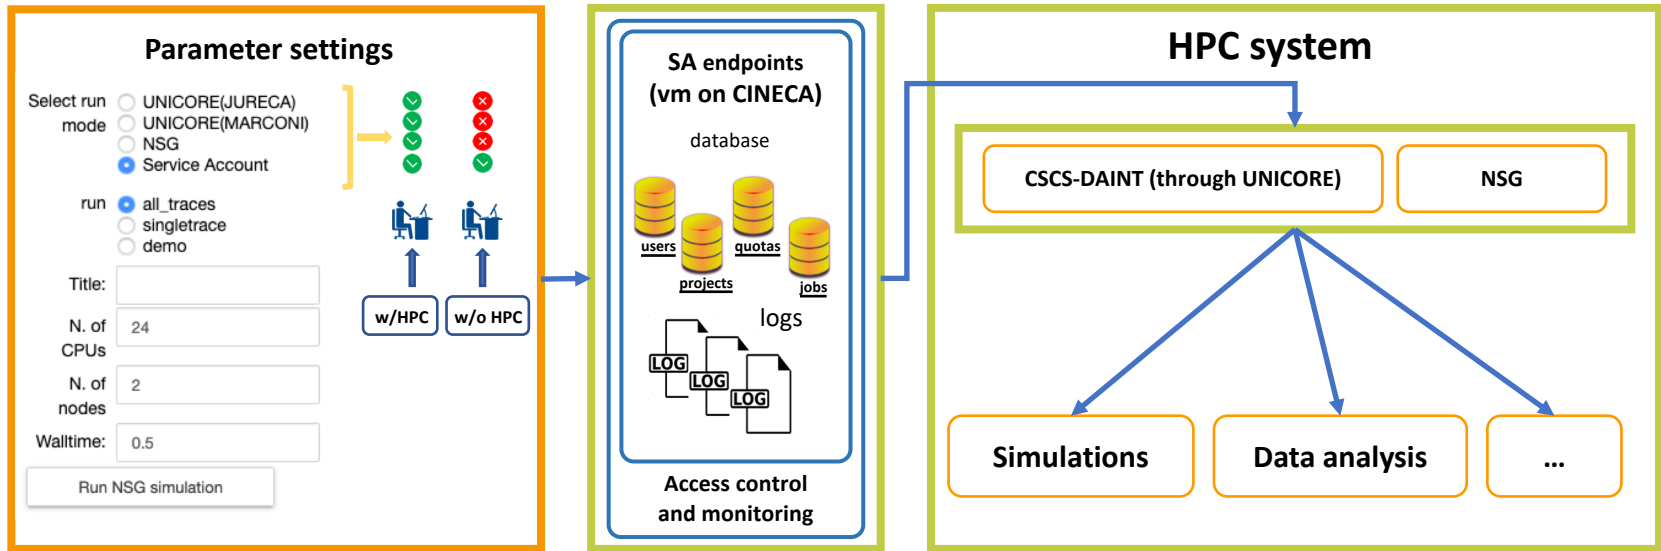 Parameter settings
Select run mode
UNICORE(JURECA)
UNICORE(MARCONI)
NSG
Service Account
run
all_traces
singletrace
demo
Title:
N. of CPUs
24
N. of nodes
2
Walltime:
0.5
Run NSG simulation
w/HPC
w/o HPC
SA endpoints
(vm on CINECA)
database
users
quotas
projects
jobs
logs
LOG
LOG
LOG
Access control
and monitoring
HPC system
CSCS-DAINT (through UNICORE)
NSG
Simulations
Data analysis
...